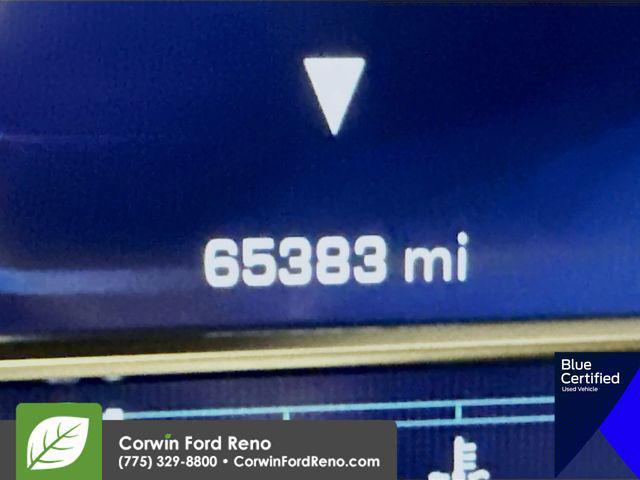 65383 mi
Blue
Certified
Used Vehicle
Corwin Ford Reno
(775) 329-8800 • CorwinFordReno.com